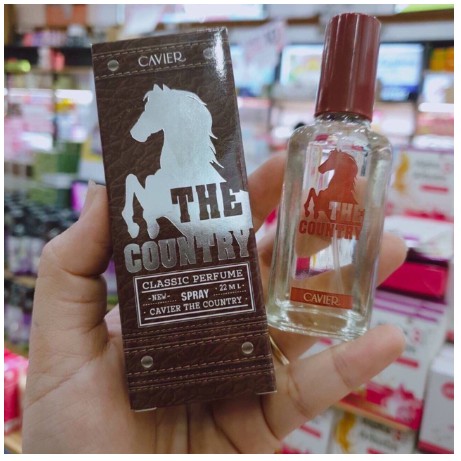 CAVIER
THE
COUNTRY
CLASSIC PERFUME
-NEW- SPRAY · 22 ML ·
· CAVIER THE COUNTRY ·
THE
COUNTRY
CAVIER